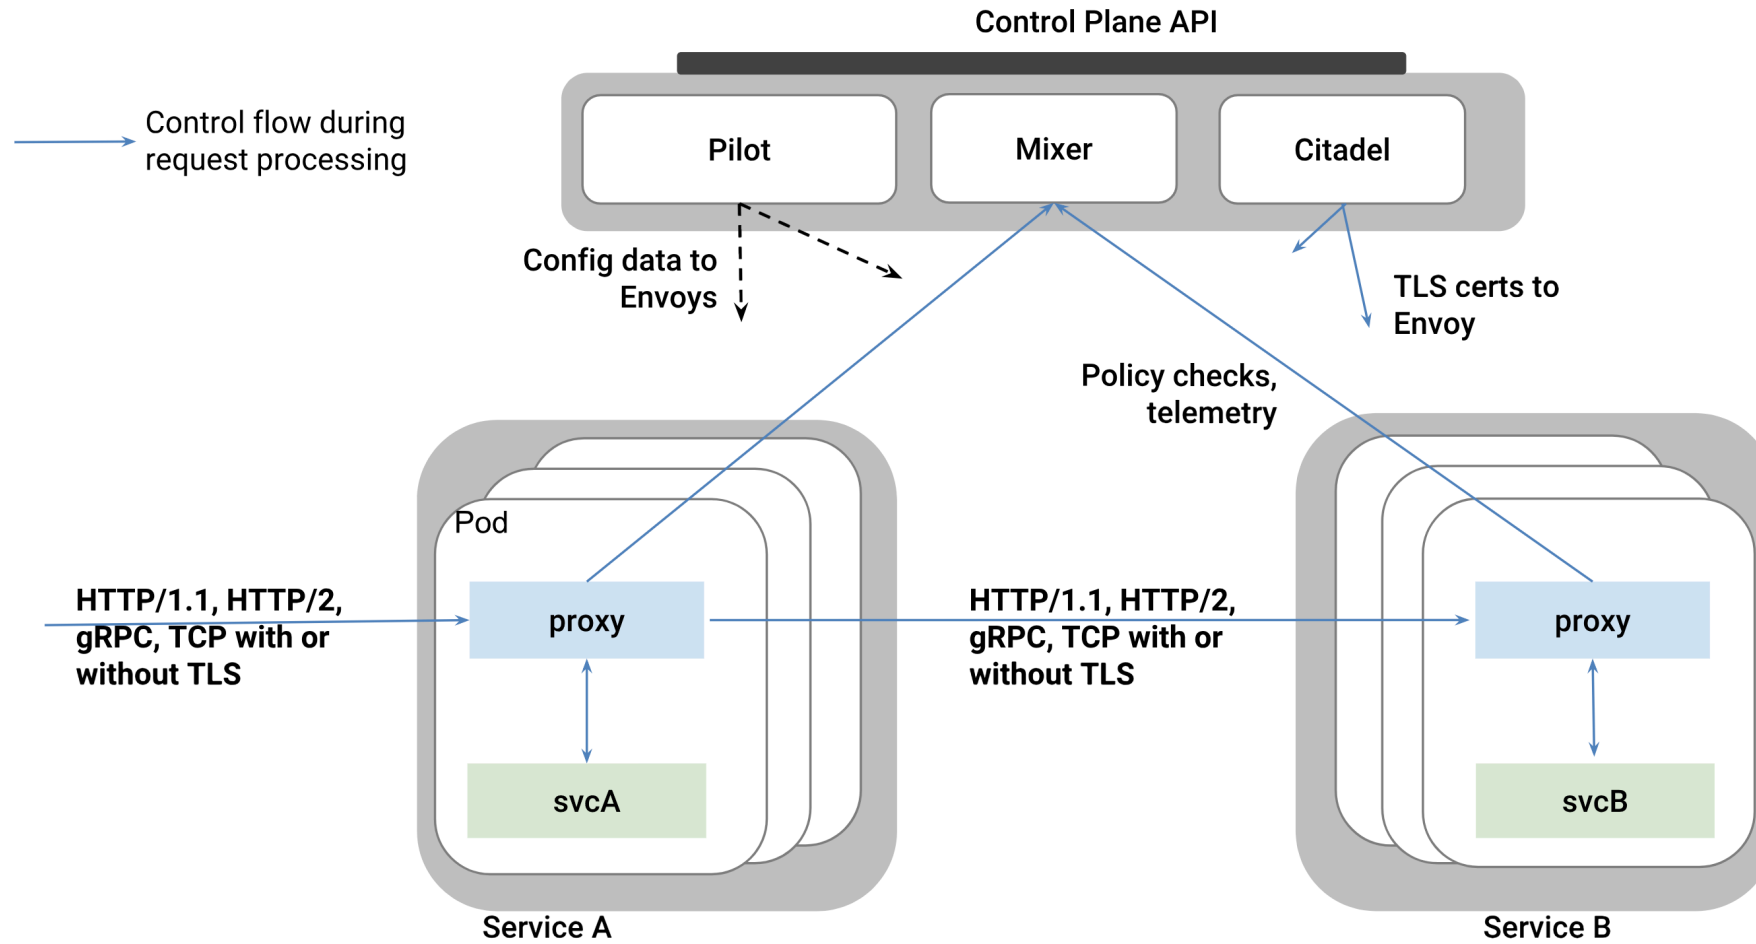 Control Plane API
Control flow during
request processing
Pilot
Mixer
Citadel
Config data to
Envoys
TLS certs to
Envoy
Policy checks,
telemetry
Pod
HTTP/1.1, HTTP/2,
gRPC, TCP with or
without TLS
proxy
HTTP/1.1, HTTP/2,
gRPC, TCP with or
without TLS
proxy
svcA
svcB
Service A
Service B